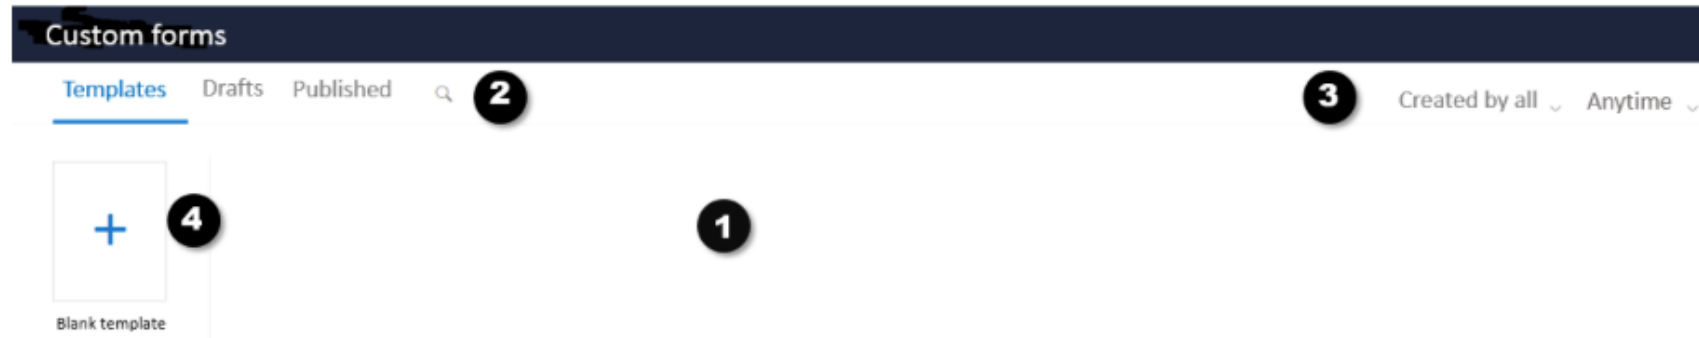 Custom forms
Templates Drafts Published 2 3 Created by all Anytime
4 1
Blank template